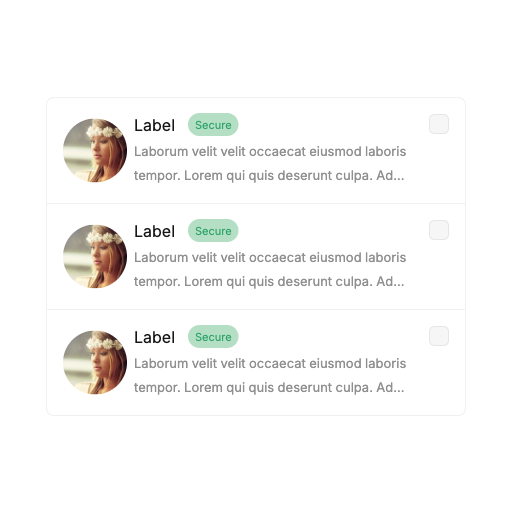 Label Secure
Laborum velit velit occaecat eiusmod laboris
tempor. Lorem qui quis deserunt culpa. Ad...
Label Secure
Laborum velit velit occaecat eiusmod laboris
tempor. Lorem qui quis deserunt culpa. Ad...
Label Secure
Laborum velit velit occaecat eiusmod laboris
tempor. Lorem qui quis deserunt culpa. Ad...